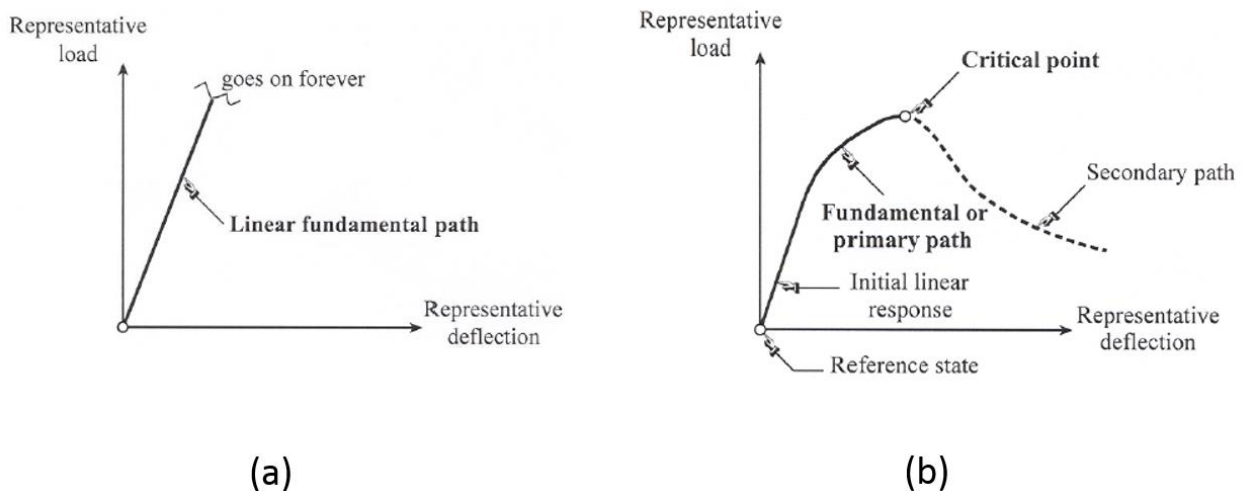 Representative
load
goes on forever
Linear fundamental path
Representative
deflection
(a)
Representative
load
Critical point
Secondary path
Fundamental or
primary path
Initial linear
response
Representative
deflection
Reference state
(b)